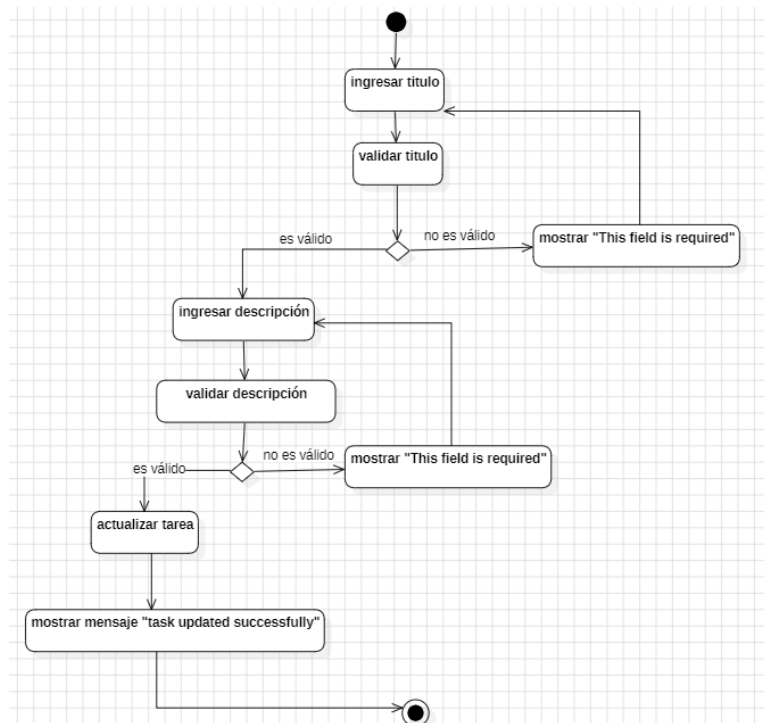 ingresar titulo
validar titulo
es válido
no es válido
mostrar "This field is required"
ingresar descripción
validar descripción
es válido
no es válido
mostrar "This field is required"
actualizar tarea
mostrar mensaje "task updated successfully"